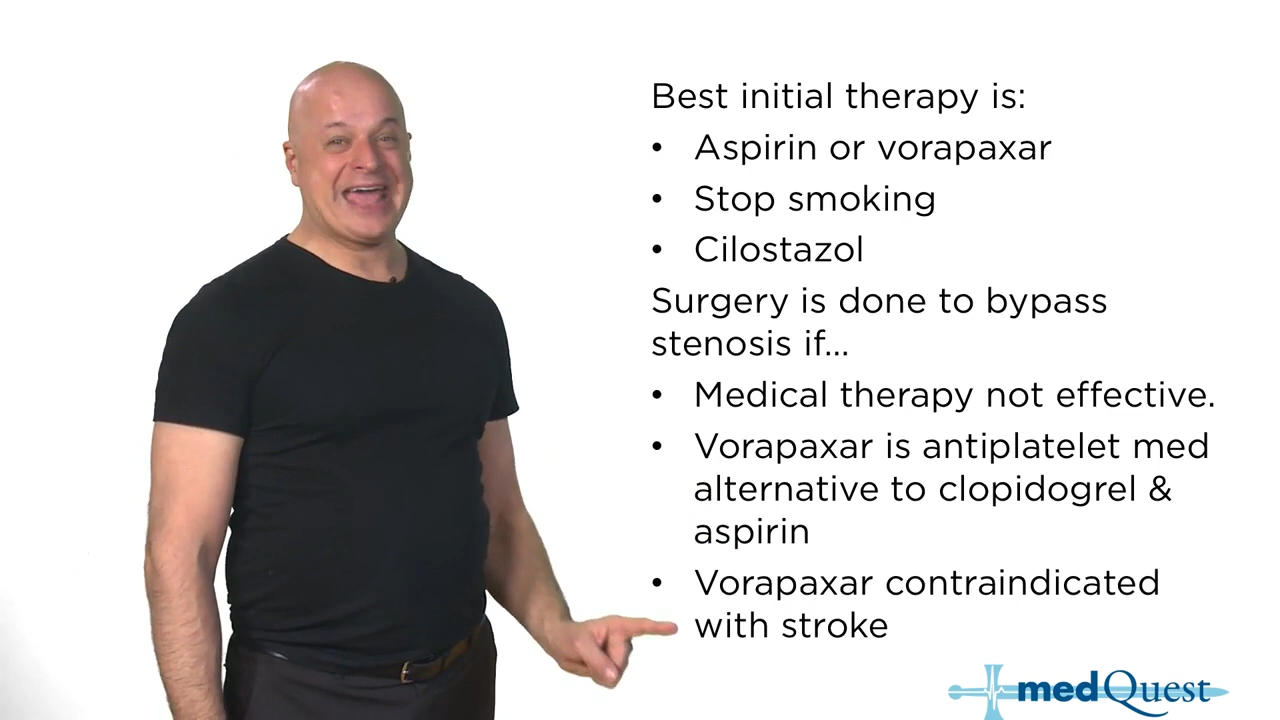 Best initial therapy is:
• Aspirin or vorapaxar
• Stop smoking
• Cilostazol
Surgery is done to bypass
stenosis if...
• Medical therapy not effective.
• Vorapaxar is antiplatelet med
alternative to clopidogrel &
aspirin
• Vorapaxar contraindicated
with stroke
medQuest